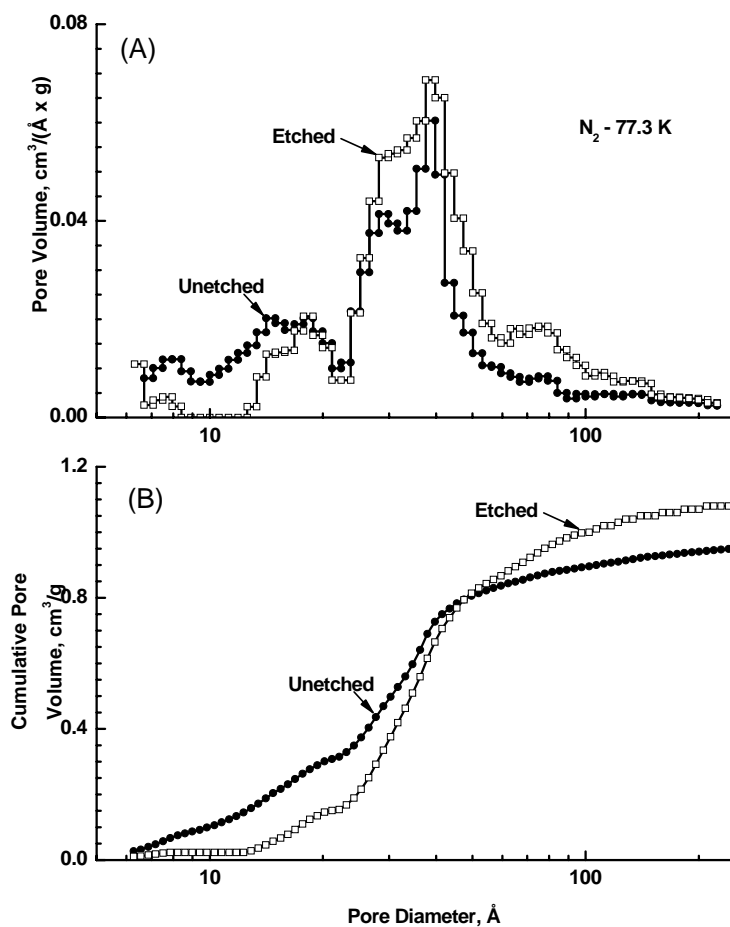 0.08
(A)
Etched
N₂ - 77.3 K
0.04
Pore Volume, cm³/(Å x g)
Unetched
0.00
10
100
1.2
(B)
Etched
0.8
Cumulative Pore
Volume, cm³/g
Unetched
0.4
0.0
10
100
Pore Diameter, Å